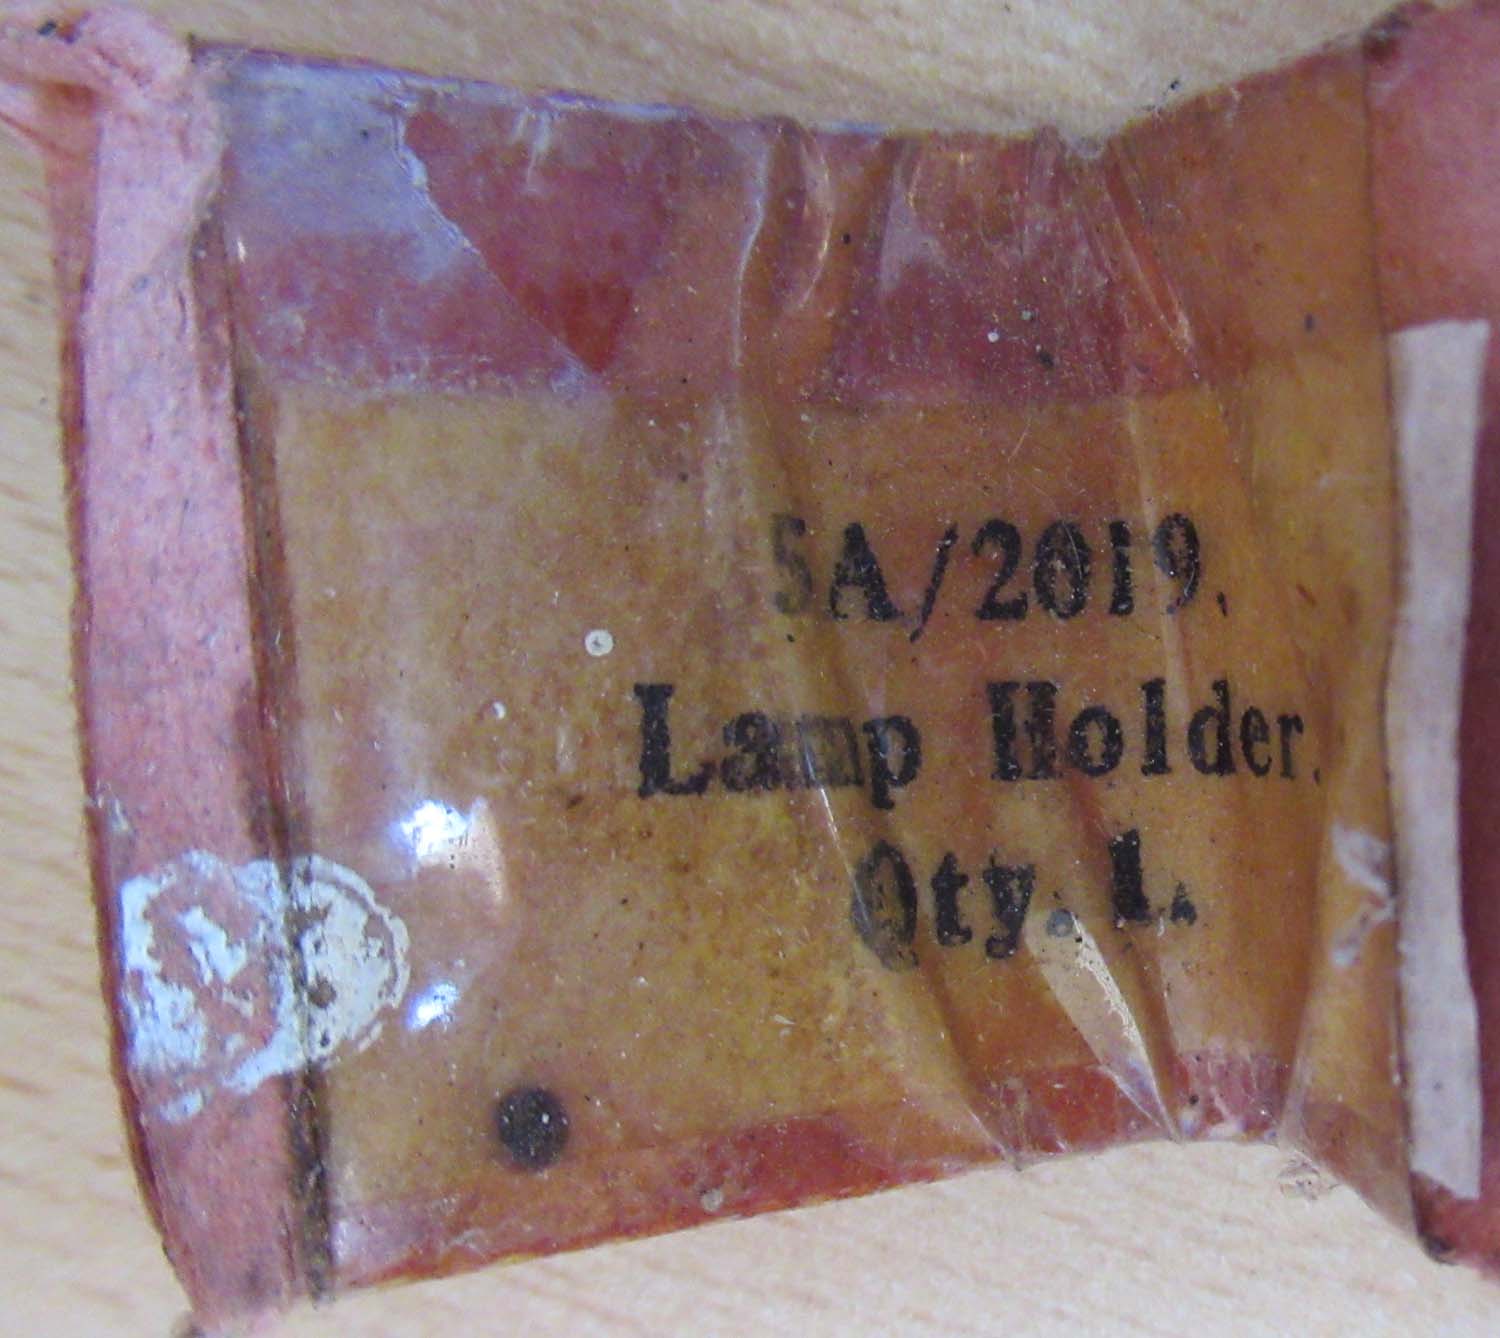 5A/2019.
Lamp Holder.
Qty. 1.